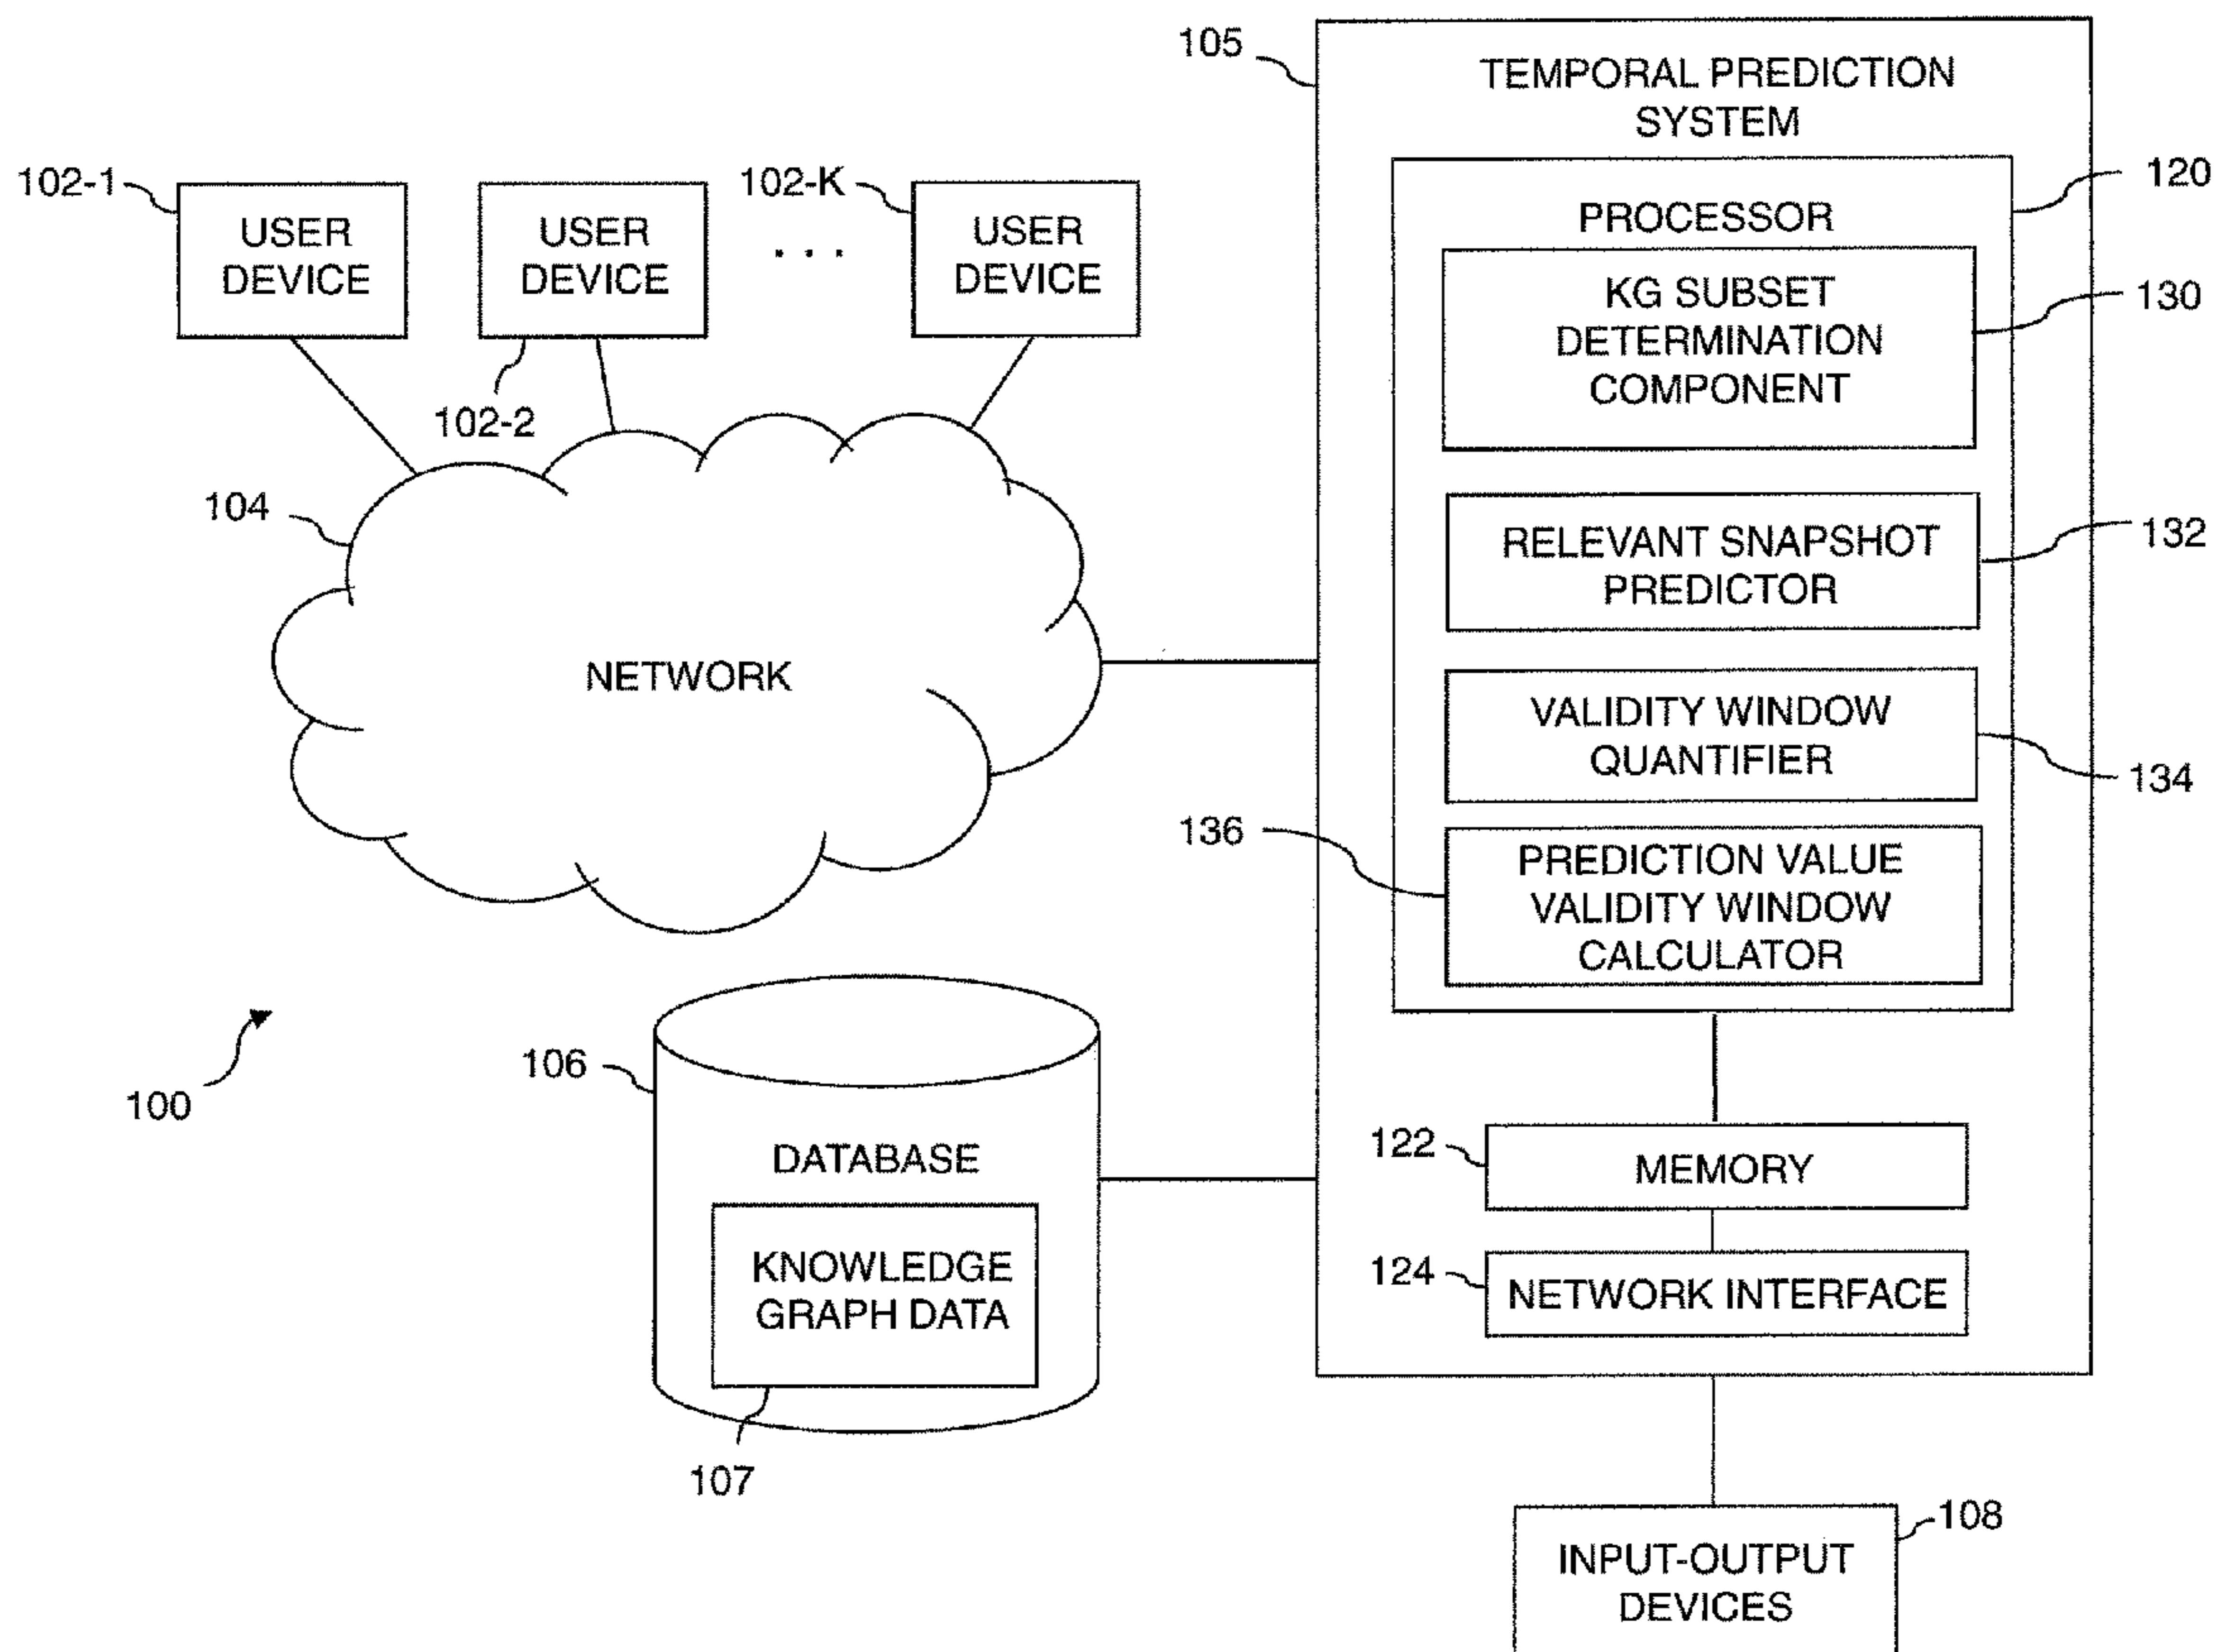 105
TEMPORAL PREDICTION
SYSTEM
102-1
USER
DEVICE
USER
DEVICE
102-2
. . .
102-K
USER
DEVICE
104
NETWORK
120
PROCESSOR
KG SUBSET
DETERMINATION
COMPONENT
130
RELEVANT SNAPSHOT
PREDICTOR
132
VALIDITY WINDOW
QUANTIFIER
134
136
PREDICTION VALUE
VALIDITY WINDOW
CALCULATOR
100
106
DATABASE
KNOWLEDGE
GRAPH DATA
107
122
MEMORY
124
NETWORK INTERFACE
108
INPUT-OUTPUT
DEVICES